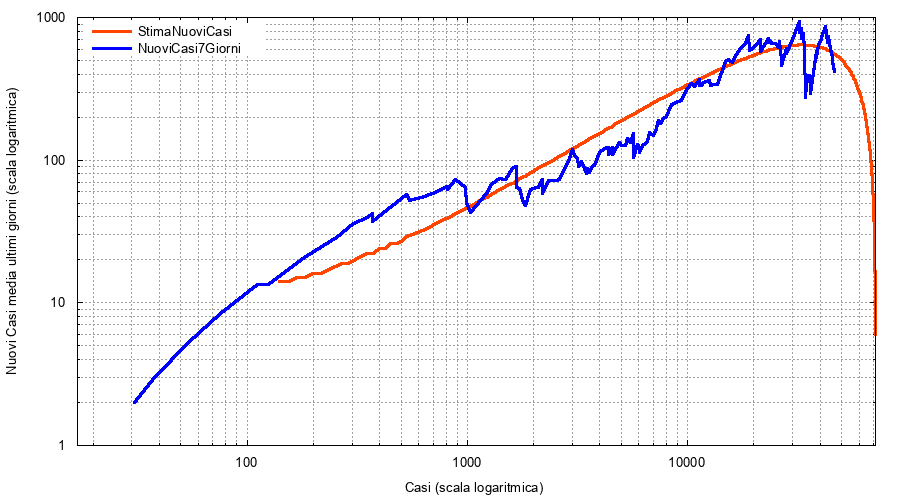 StimaNuoviCasi
NuoviCasi7Giorni
Nuovi Casi media ultimi giorni (scala logaritmica)
1000
100
10
1
100
1000
10000
Casi (scala logaritmica)